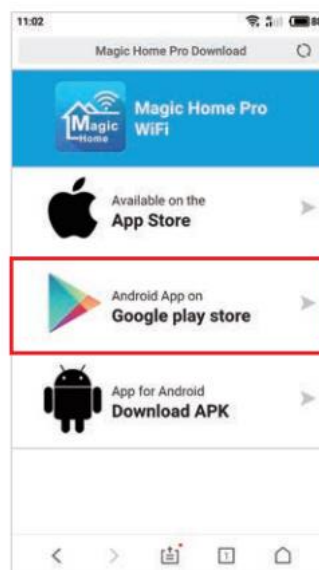 11:02
Magic Home Pro Download
Magic Home
Magic Home Pro
WiFi
Available on the
App Store
Android App on
Google play store
App for Android
Download APK
1